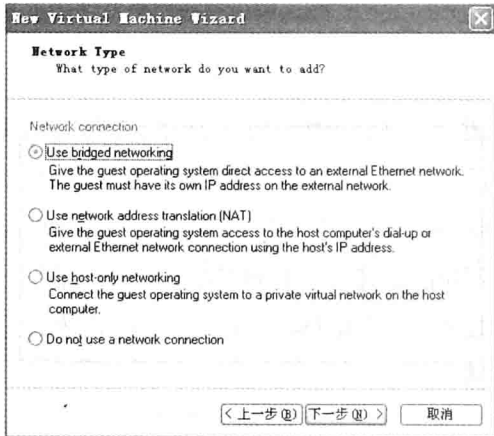 New Virtual Machine Wizard
Network Type
What type of network do you want to add?
Network connection
Use bridged networking
Give the guest operating system direct access to an external Ethernet network.
The guest must have its own IP address on the external network.
Use network address translation (NAT)
Give the guest operating system access to the host computer's dial-up or
external Ethernet network connection using the host's IP address.
Use host-only networking
Connect the guest operating system to a private virtual network on the host
computer.
Do not use a network connection
< 上一步(B) 下一步(N) > 取消